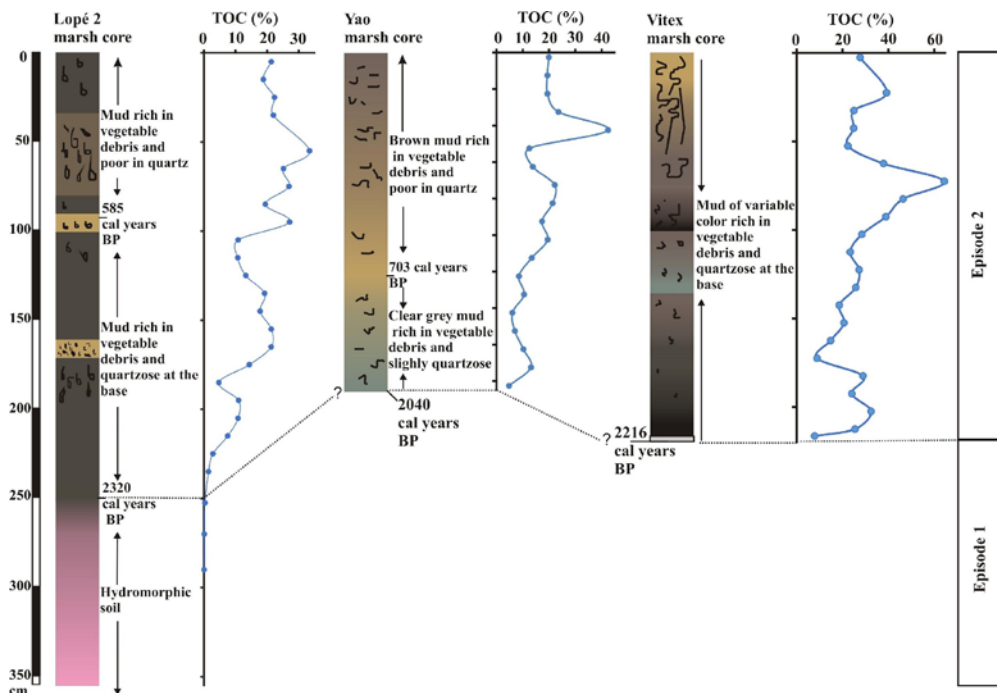 Lopé 2
marsh core
TOC (%)
0 10 20 30
Mud rich in
vegetable
debris and
poor in quartz
585
cal years
BP
Mud rich in
vegetable
debris and
quartzose at the
base
2320
cal years
BP
Hydromorphic
soil
0
50
100
150
200
250
300
350
cm
Yao
marsh core
TOC (%)
0 10 20 30 40
Brown mud rich
in vegetable
debris and
poor in quartz
703 cal years
BP
Clear grey mud
rich in vegetable
debris and
slightly quartzose
?
2040
cal years
BP
Vitex
marsh core
TOC (%)
0 20 40 60
Mud of variable
color rich in
vegetable
debris and
quartzose at the
base
?
2216
cal years
BP
Episode 2
Episode 1